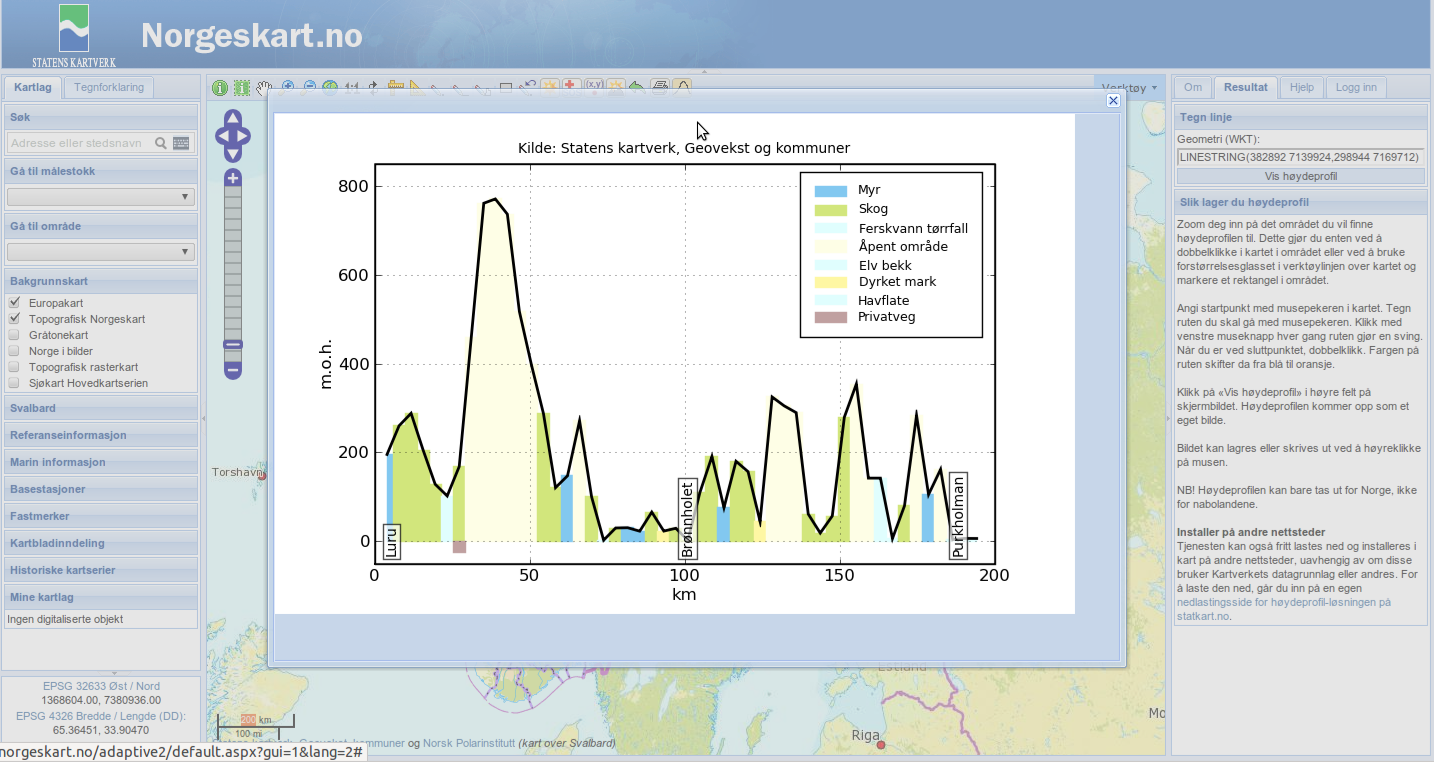 STATENS KARTVERK
Norgeskart.no
Kartlag
Tegnforklaring
Søk
Adresse eller stedsnavn
Gå til målestokk
Gå til område
Bakgrunnskart
Europakart
Topografisk Norgeskart
Gråtonekart
Norge i bilder
Topografisk rasterkart
Sjøkart Hovedkartserien
Svalbard
Referanseinformasjon
Marin informasjon
Basestasjoner
Fastmerker
Kartbladinndeling
Historiske kartserier
Mine kartlag
Ingen digitaliserte objekt
EPSG 32633 Øst / Nord
1368604.00, 7380936.00
EPSG 4326 Bredde / Lengde (DD):
65.36451, 33.90470
norgeskart.no/adaptive2/default.aspx?gui=1&lang=2#
1:1
(x,y)
Verktøy
Kilde: Statens kartverk, Geovekst og kommuner
800
600
400
200
0
m.o.h.
0
50
100
150
200
km
Luru
Brønnholet
Purkholman
Myr
Skog
Ferskvann tørrfall
Åpent område
Elv bekk
Dyrket mark
Havflate
Privatveg
Torshavn
Estland
Riga
Mo
200 km
100 mi
Statens kartverk, Geovekst, kommuner og Norsk Polarinstitutt (kart over Svalbard)
Om
Resultat
Hjelp
Logg inn
Tegn linje
Geometri (WKT):
LINESTRING(382892 7139924,298944 7169712)
Vis høydeprofil
Slik lager du høydeprofil
Zoom deg inn på det området du vil finne
høydeprofilen til. Dette gjør du enten ved å
dobbelklikke i kartet i området eller ved å bruke
forstørrelsesglasset i verktøylinjen over kartet og
markere et rektangel i området.
Angi startpunkt med musepekeren i kartet. Tegn
ruten du skal gå med musepekeren. Klikk med
venstre museknapp hver gang ruten gjør en sving.
Når du er ved sluttpunktet, dobbelklikk. Fargen på
ruten skifter da fra blå til oransje.
Klikk på «Vis høydeprofil» i høyre felt på
skjermbildet. Høydeprofilen kommer opp som et
eget bilde.
Bildet kan lagres eller skrives ut ved å høyreklikke
på musen.
NB! Høydeprofilen kan bare tas ut for Norge, ikke
for nabolandene.
Installer på andre nettsteder
Tjenesten kan også fritt lastes ned og installeres i
kart på andre nettsteder, uavhengig av om disse
bruker Kartverkets datagrunnlag eller andres. For
å laste den ned, går du inn på en egen
nedlastingsside for høydeprofil-løsningen på
statkart.no.